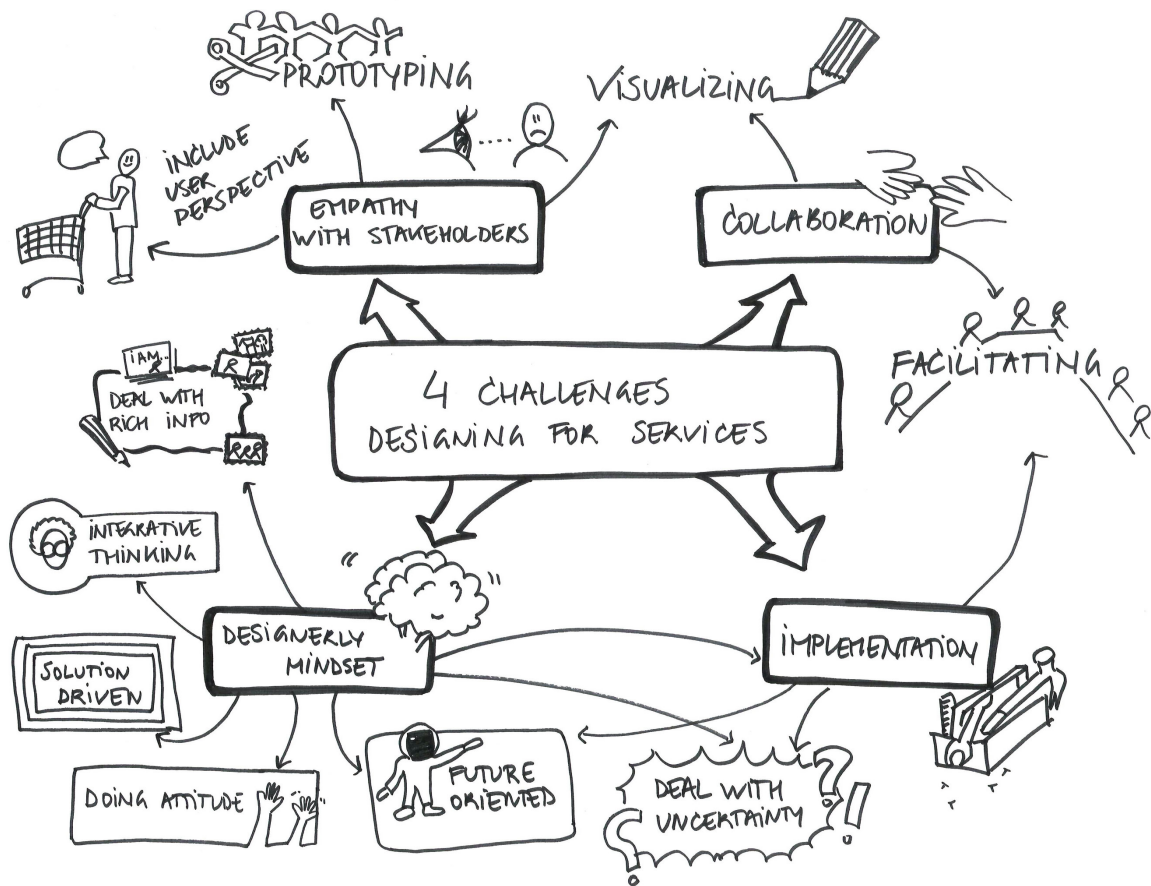 PROTOTYPING
VISUALIZING
INCLUDE
USER
PERSPECTIVE
EMPATHY
WITH STAKEHOLDERS
COLLABORATION
FACILITATING
I AM...
DEAL WITH
RICH INFO
4 CHALLENGES
DESIGNING FOR SERVICES
INTEGRATIVE
THINKING
DESIGNERLY
MINDSET
IMPLEMENTATION
SOLUTION
DRIVEN
DOING ATTITUDE
FUTURE
ORIENTED
DEAL WITH
UNCERTAINTY